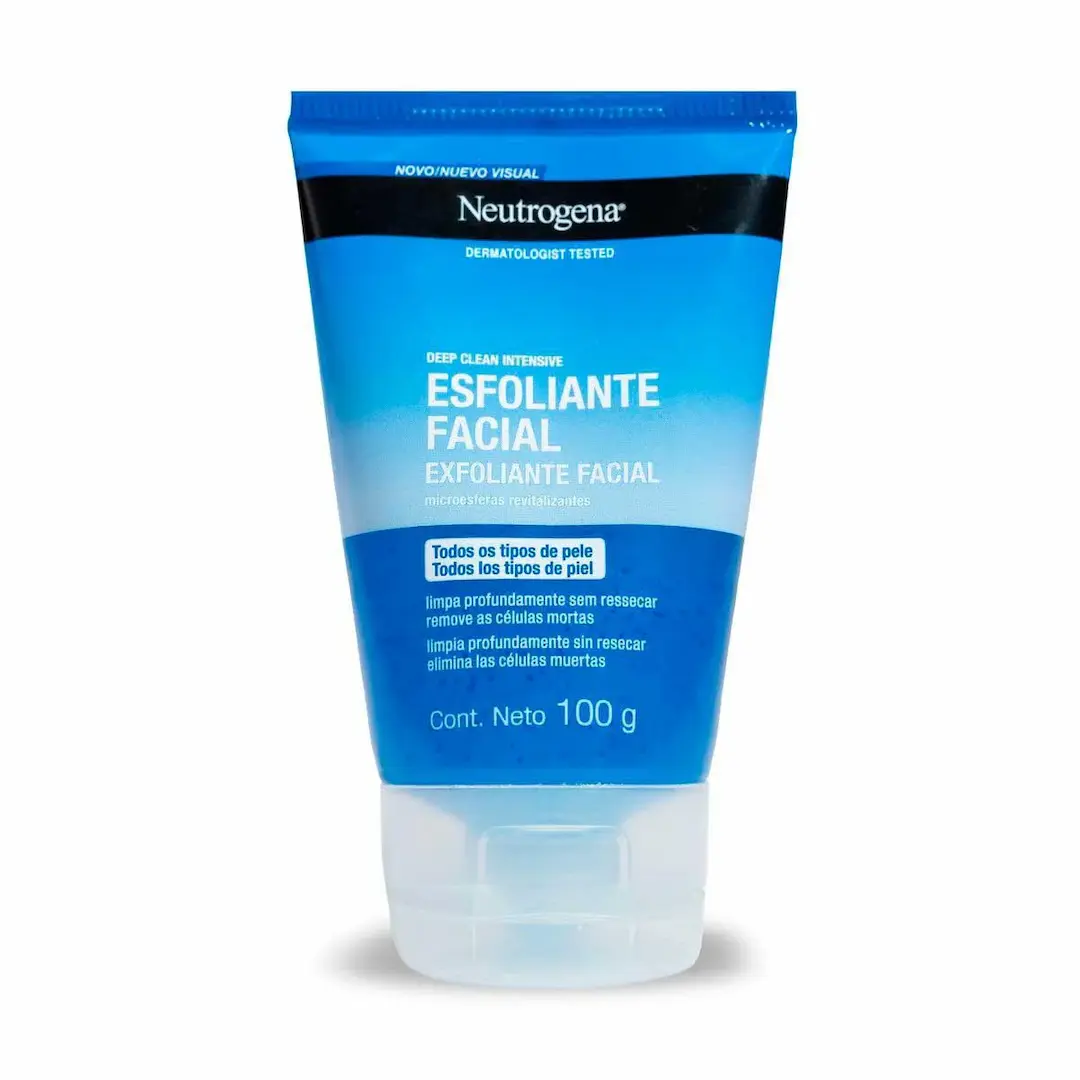 NOVO/NUEVO VISUAL
Neutrogena®
DERMATOLOGIST TESTED
DEEP CLEAN INTENSIVE
ESFOLIANTE
FACIAL
EXFOLIANTE FACIAL
microesferas revitalizantes
Todos os tipos de pele
Todos los tipos de piel
limpa profundamente sem ressecar
remove as células mortas
limpia profundamente sin resecar
elimina las células muertas
Cont. Neto 100 g